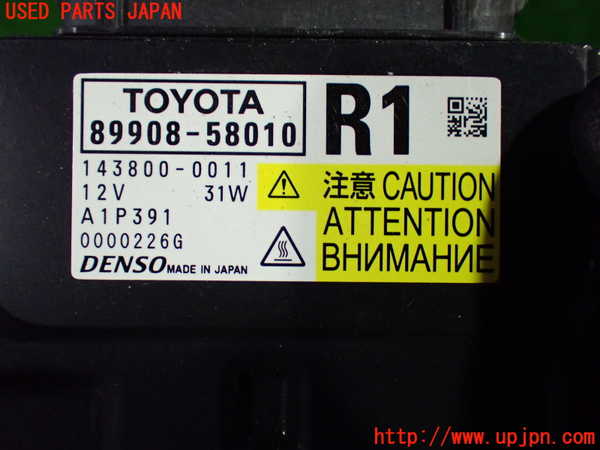 USED PARTS JAPAN
TOYOTA
89908-58010
R1
143800-0011
12V 31W
A1P391
0000226G
DENSO MADE IN JAPAN
注意 CAUTION
ATTENTION
ВНИМАНИЕ
http://www.upjpn.com/